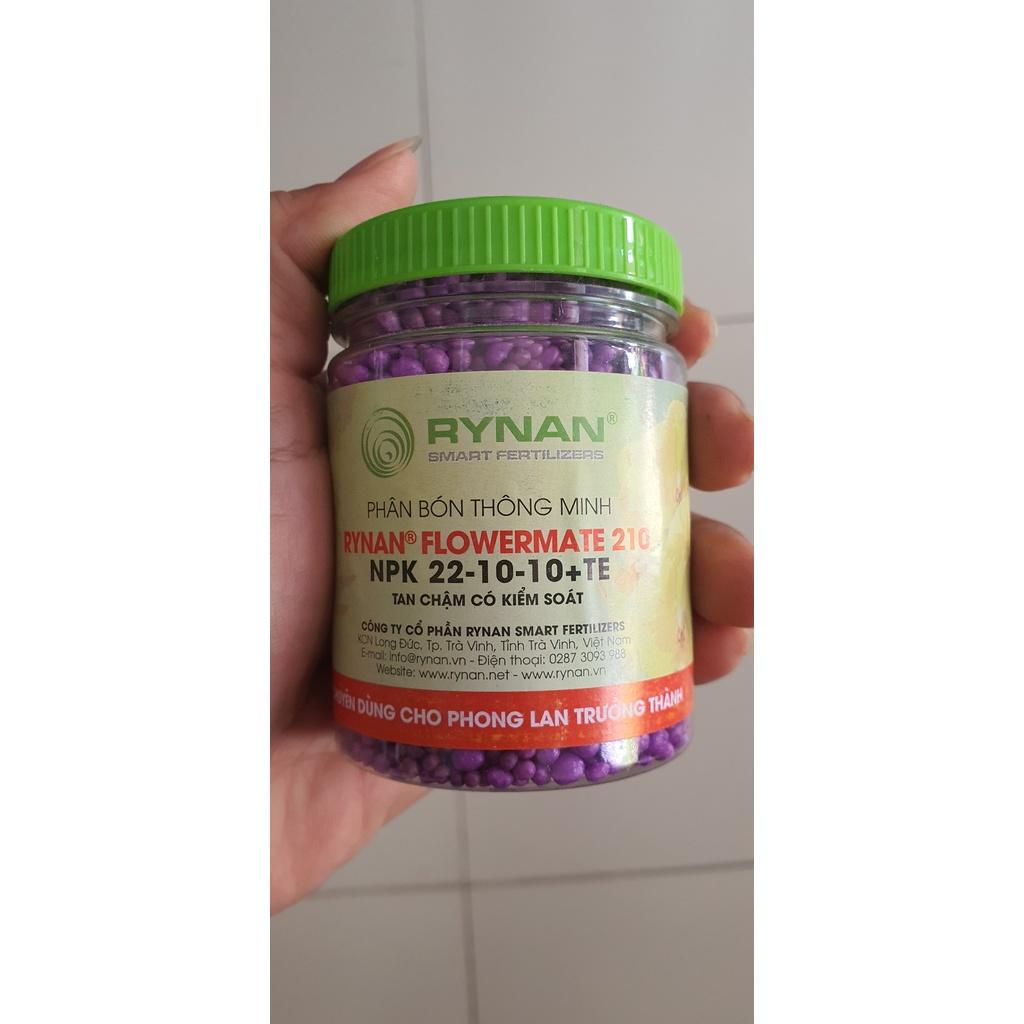 RYNAN®
SMART FERTILIZERS
PHÂN BÓN THÔNG MINH
RYNAN® FLOWERMATE 210
NPK 22-10-10+TE
TAN CHẬM CÓ KIỂM SOÁT
CÔNG TY CỔ PHẦN RYNAN SMART FERTILIZERS
KCN Long Đức, Tp. Trà Vinh, Tỉnh Trà Vinh, Việt Nam
E-mail: info@rynan.vn - Điện thoại: 0287 3093 988
Website: www.rynan.net - www.rynan.vn
CHUYÊN DÙNG CHO PHONG LAN TRƯỞNG THÀNH